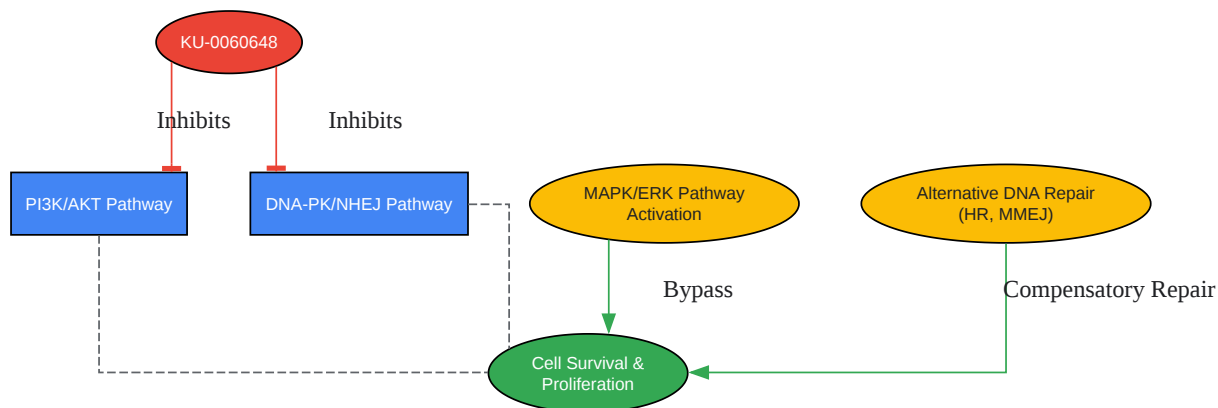 KU-0060648
Inhibits
Inhibits
PI3K/AKT Pathway
DNA-PK/NHEJ Pathway
MAPK/ERK Pathway
Activation
Alternative DNA Repair
(HR, MMEJ)
Bypass
Compensatory Repair
Cell Survival &
Proliferation